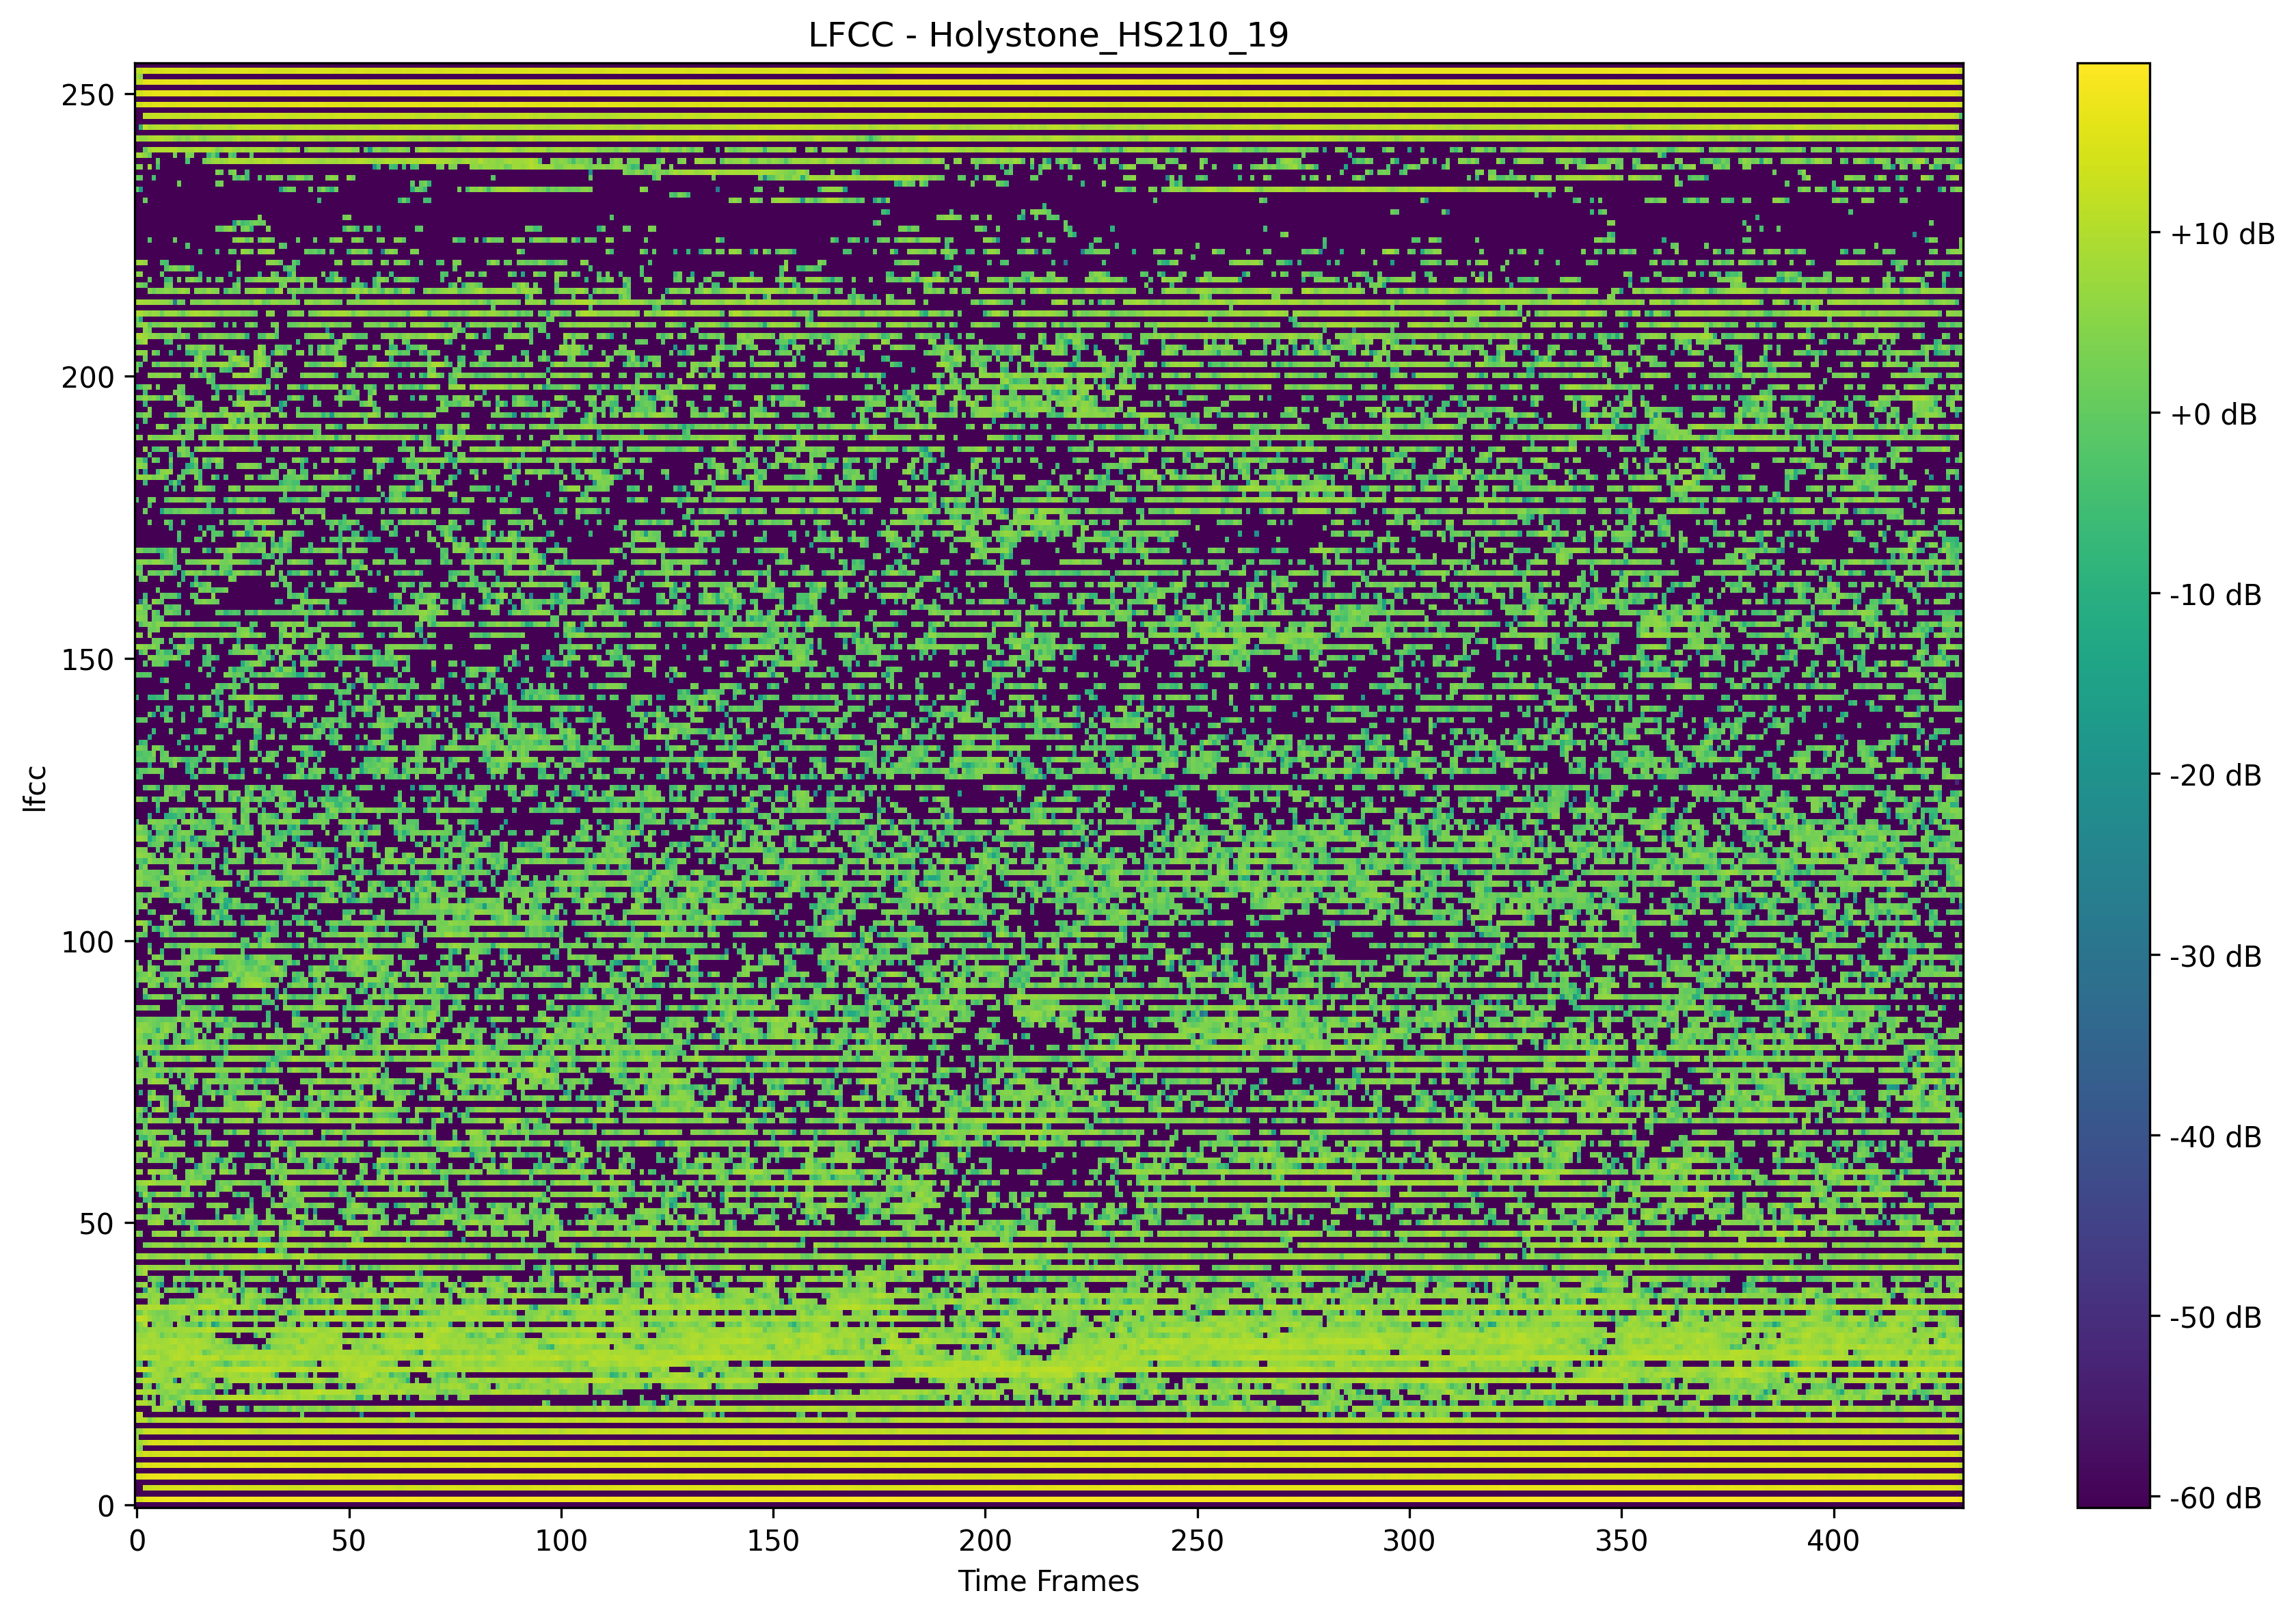 LFCC - Holystone_HS210_19
250
200
150
100
50
0
lfcc
0 50 100 150 200 250 300 350 400
Time Frames
+10 dB
+0 dB
-10 dB
-20 dB
-30 dB
-40 dB
-50 dB
-60 dB